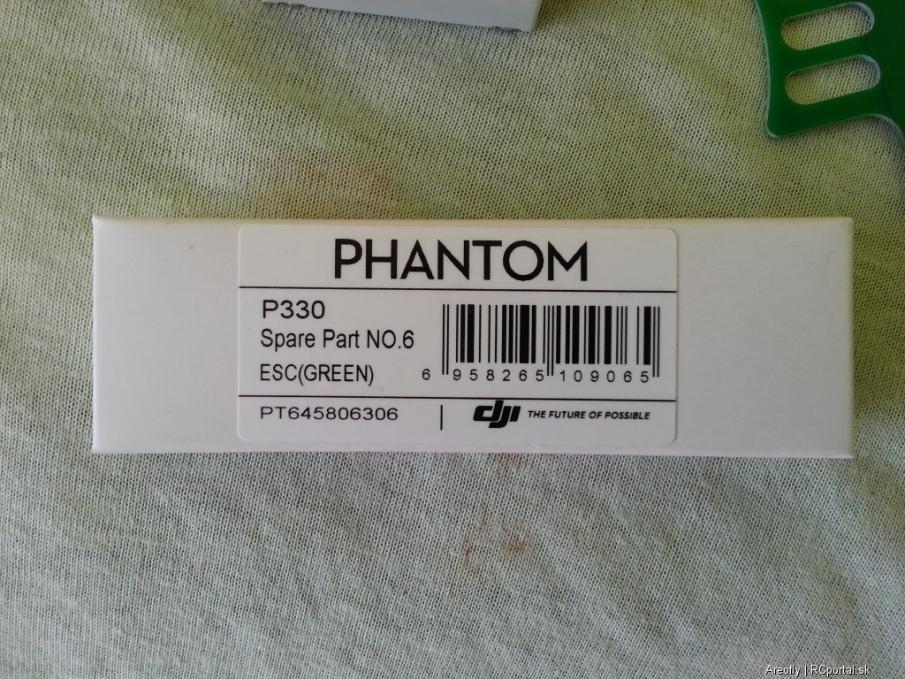 PHANTOM
P330
Spare Part NO.6
ESC(GREEN)
6 958265 109065
PT645806306
dji THE FUTURE OF POSSIBLE
Areofly | RCportal.sk